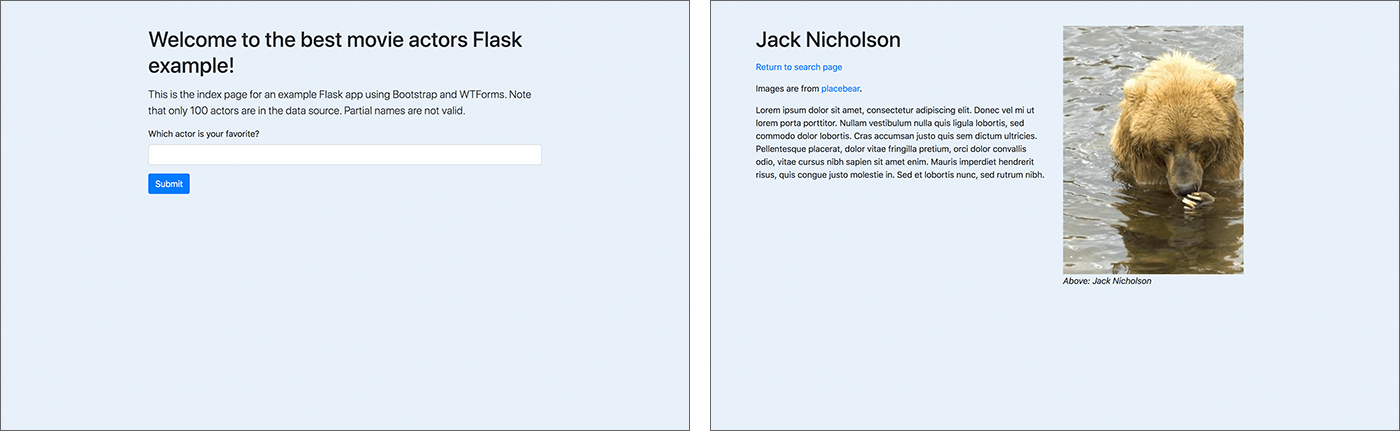 Welcome to the best movie actors Flask
example!
This is the index page for an example Flask app using Bootstrap and WTForms. Note
that only 100 actors are in the data source. Partial names are not valid.
Which actor is your favorite?
Submit
Jack Nicholson
Return to search page
Images are from placebear.
Lorem ipsum dolor sit amet, consectetur adipiscing elit. Donec vel mi ut
lorem porta porttitor. Nullam vestibulum nulla quis ligula lobortis, sed
commodo dolor lobortis. Cras accumsan justo quis sem dictum ultricies.
Pellentesque placerat, dolor vitae fringilla pretium, orci dolor convallis
odio, vitae cursus nibh sapien sit amet enim. Mauris imperdiet hendrerit
risus, quis congue justo molestie in. Sed et lobortis nunc, sed rutrum nibh.
Above: Jack Nicholson